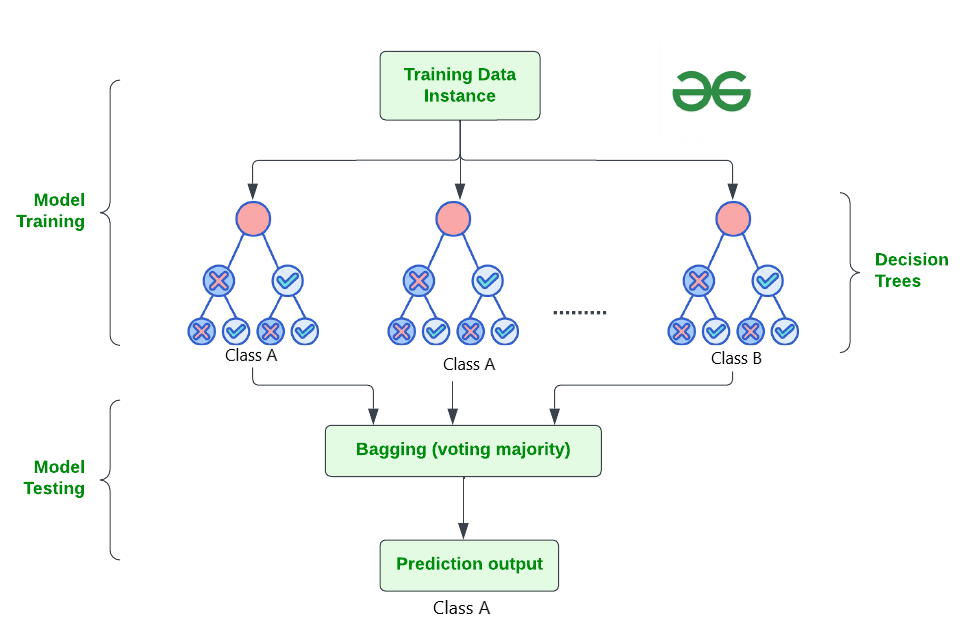 Training Data
Instance
Model
Training
Decision
Trees
Class A
Class A
Class B
Bagging (voting majority)
Model
Testing
Prediction output
Class A